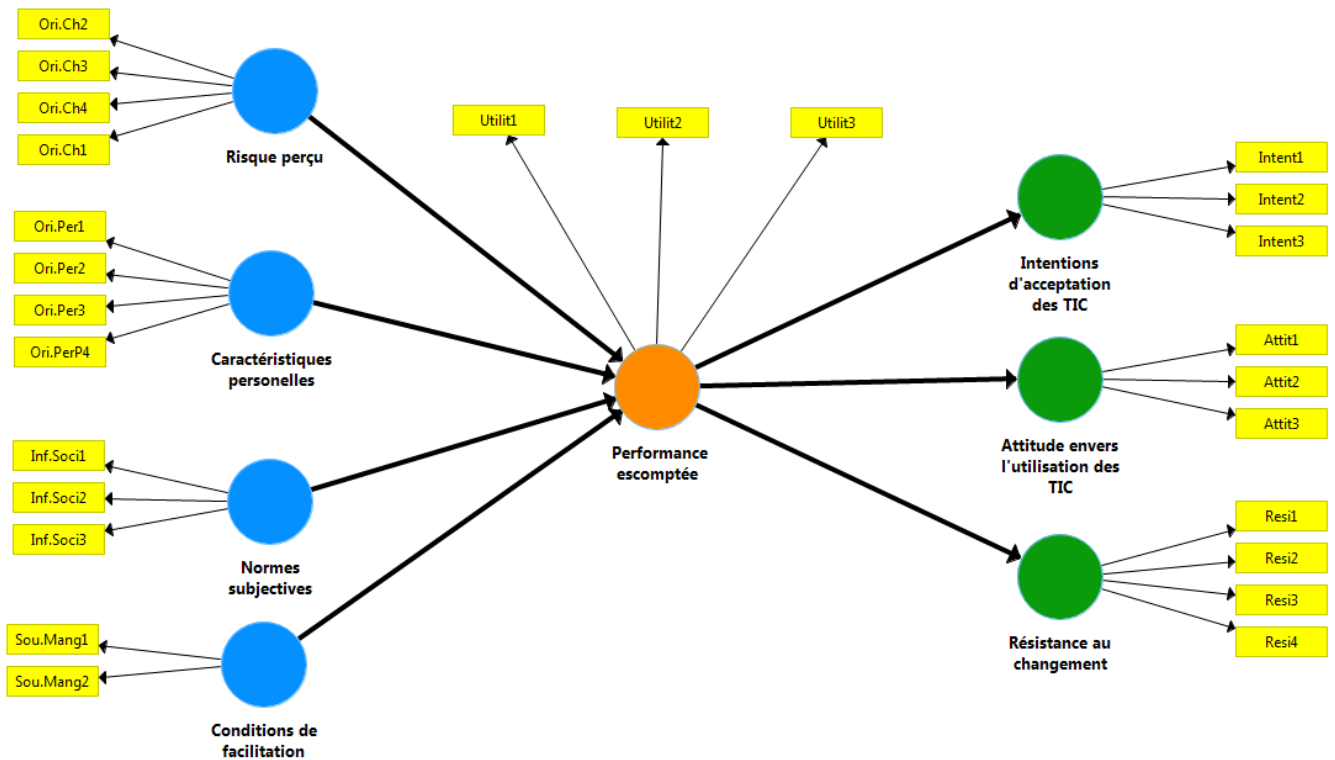 Ori.Ch2
Ori.Ch3
Ori.Ch4
Ori.Ch1
Risque perçu
Ori.Per1
Ori.Per2
Ori.Per3
Ori.PerP4
Caractéristiques
personelles
Inf.Soci1
Inf.Soci2
Inf.Soci3
Normes
subjectives
Sou.Mang1
Sou.Mang2
Conditions de
facilitation
Utilit1
Utilit2
Utilit3
Performance
escomptée
Intent1
Intent2
Intent3
Intentions
d'acceptation
des TIC
Attit1
Attit2
Attit3
Attitude envers
l'utilisation des
TIC
Resi1
Resi2
Resi3
Resi4
Résistance au
changement